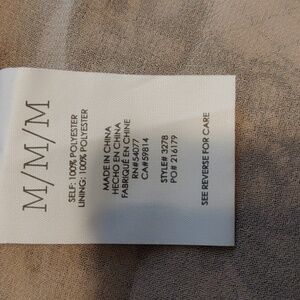 M/M/M
SELF: 100% POLYESTER
LINING: 100% POLYESTER
MADE IN CHINA
HECHO EN CHINA
FABRIQUÉ EN CHINE
RN#54077
CA#59814
STYLE# 3278
PO# 216179
SEE REVERSE FOR CARE